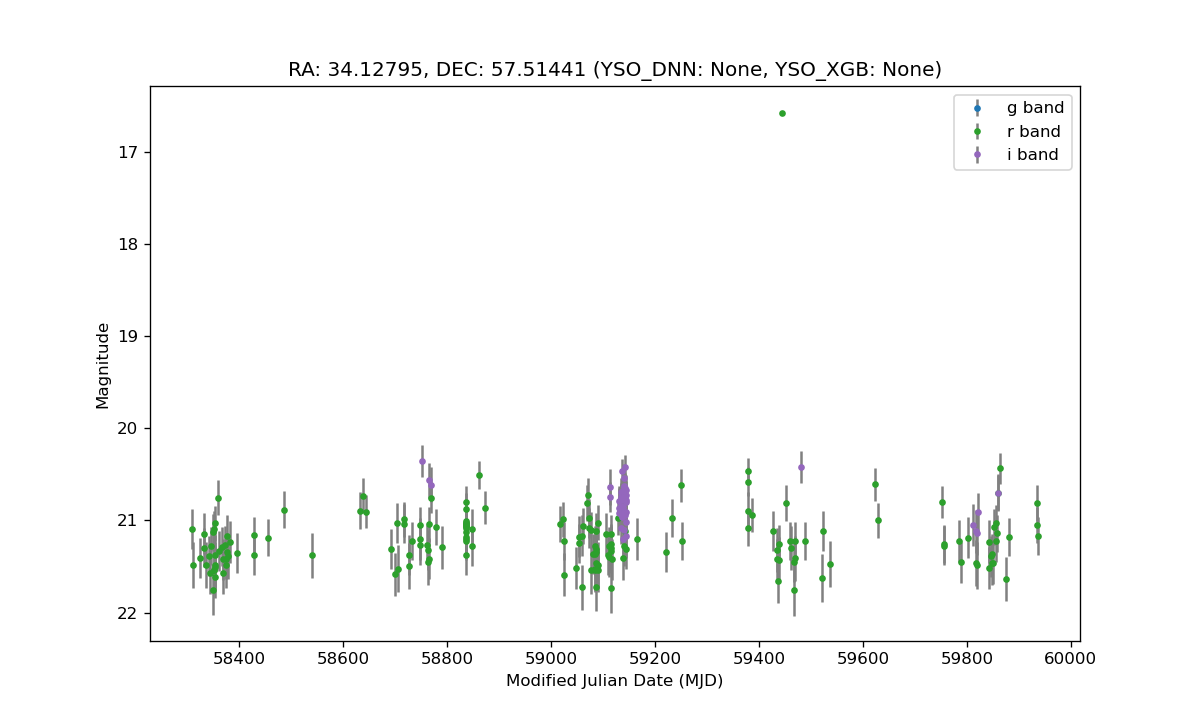 RA: 34.12795, DEC: 57.51441 (YSO_DNN: None, YSO_XGB: None)
g band
r band
i band
17
18
19
20
21
22
Magnitude
58400 58600 58800 59000 59200 59400 59600 59800 60000
Modified Julian Date (MJD)